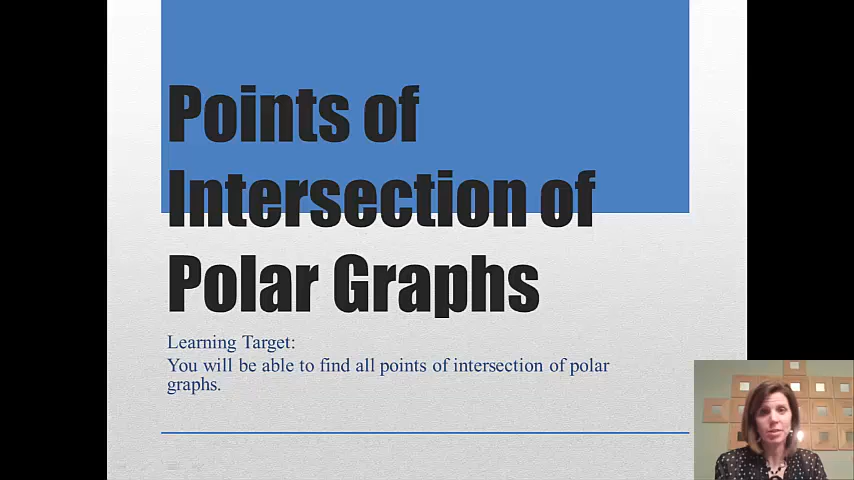 Points of
Intersection of
Polar Graphs
Learning Target:
You will be able to find all points of intersection of polar
graphs.